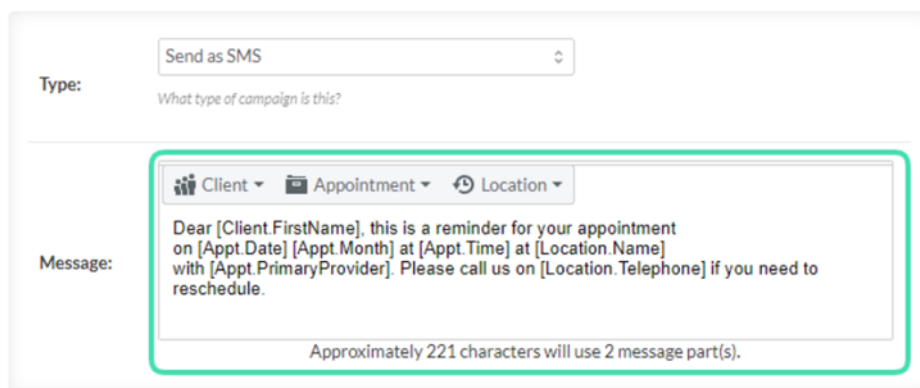 Send as SMS
Type:
What type of campaign is this?
Client Appointment Location
Dear [Client.FirstName], this is a reminder for your appointment
on [Appt.Date] [Appt.Month] at [Appt.Time] at [Location.Name]
Message:
with [Appt.PrimaryProvider]. Please call us on [Location.Telephone] if you need to
reschedule.
Approximately 221 characters will use 2 message part(s).